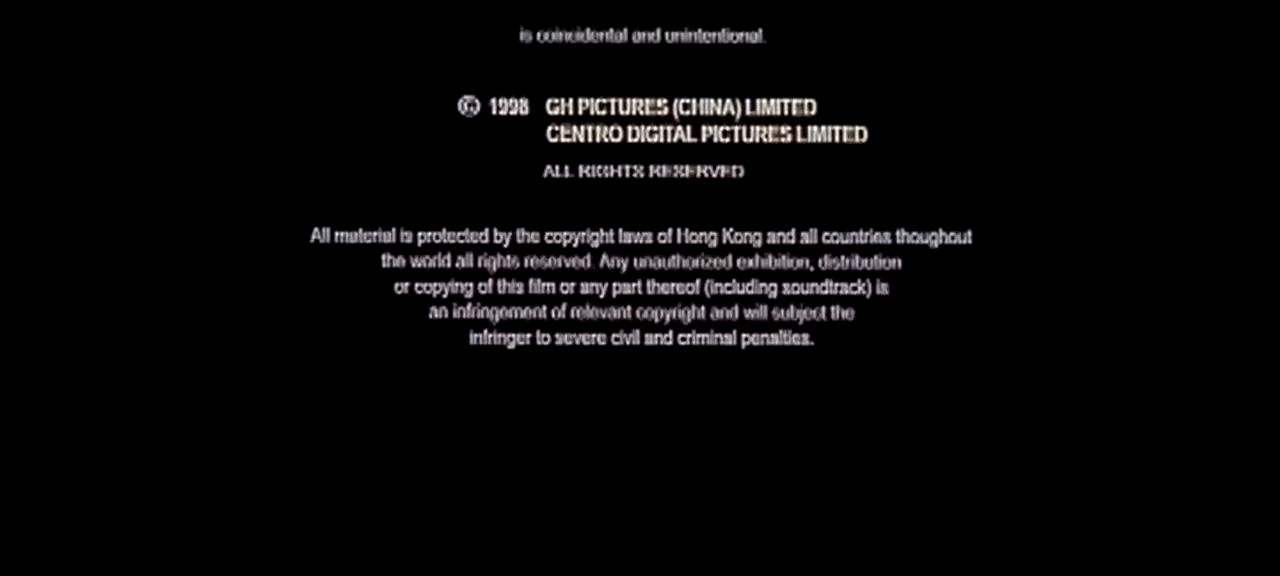 is coincidental and unintentional.
© 1998 GH PICTURES (CHINA) LIMITED
CENTRO DIGITAL PICTURES LIMITED
ALL RIGHTS RESERVED
All material is protected by the copyright laws of Hong Kong and all countries thoughout
the world all rights reserved. Any unauthorized exhibition, distribution
or copying of this film or any part thereof (including soundtrack) is
an infringement of relevant copyright and will subject the
infringer to severe civil and criminal penalties.